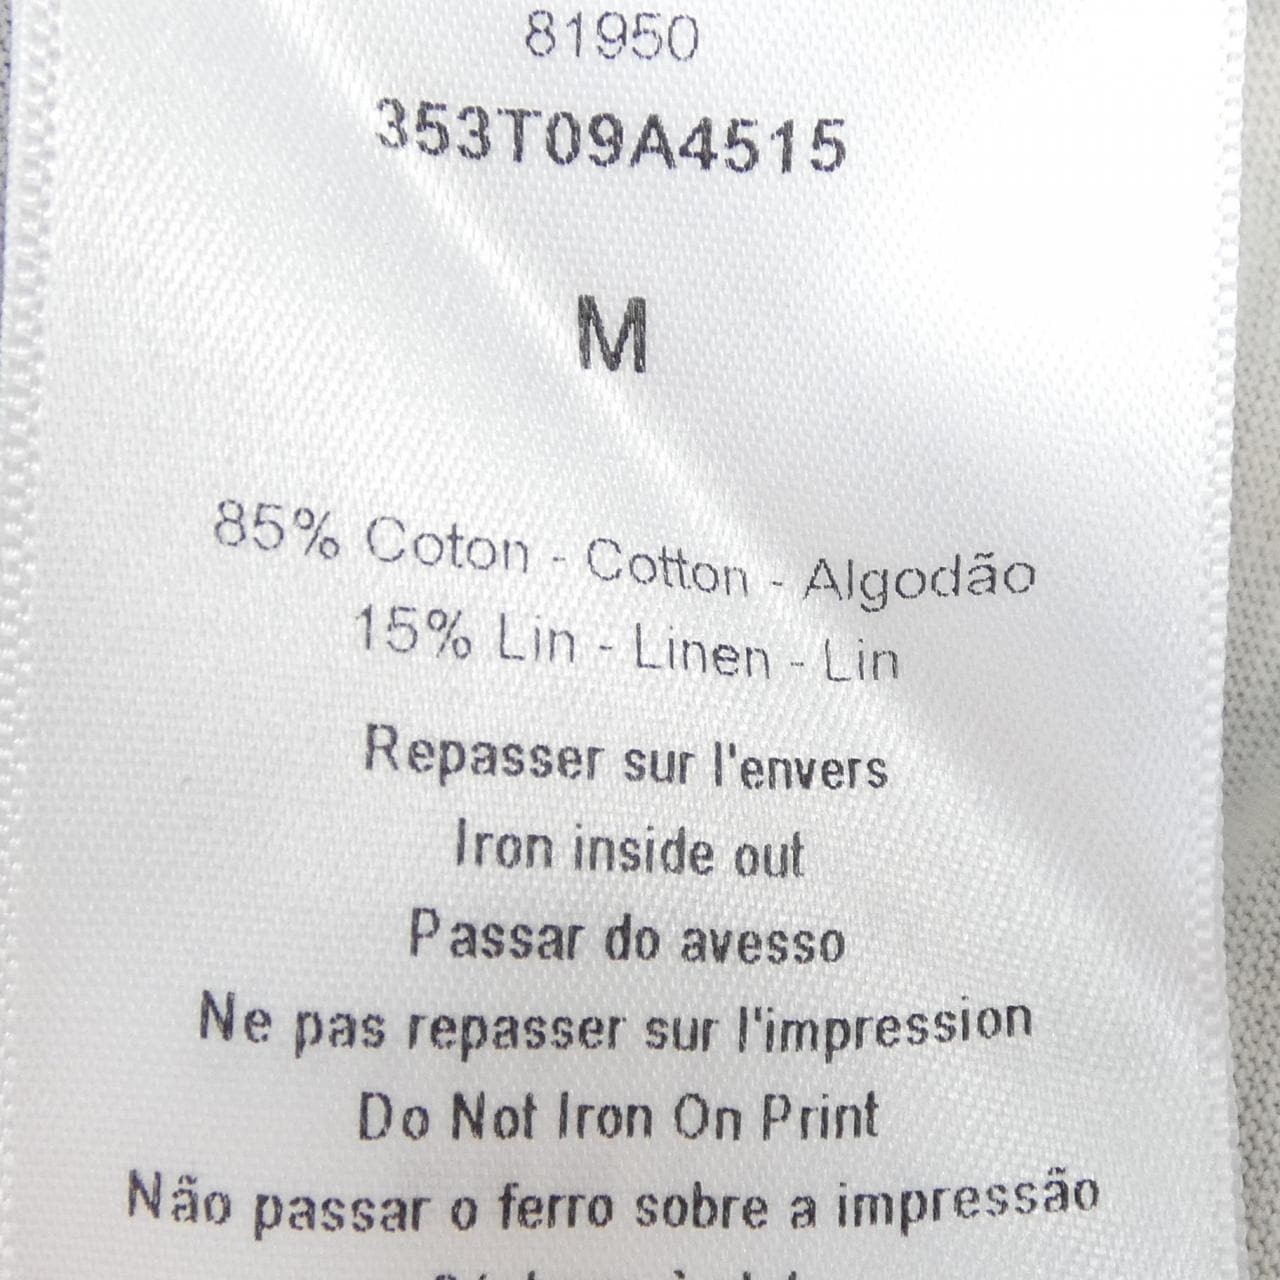 81950
353T09A4515
M
85% Coton - Cotton - Algodão
15% Lin - Linen - Lin
Repasser sur l'envers
Iron inside out
Passar do avesso
Ne pas repasser sur l'impression
Do Not Iron On Print
Não passar o ferro sobre a impressão